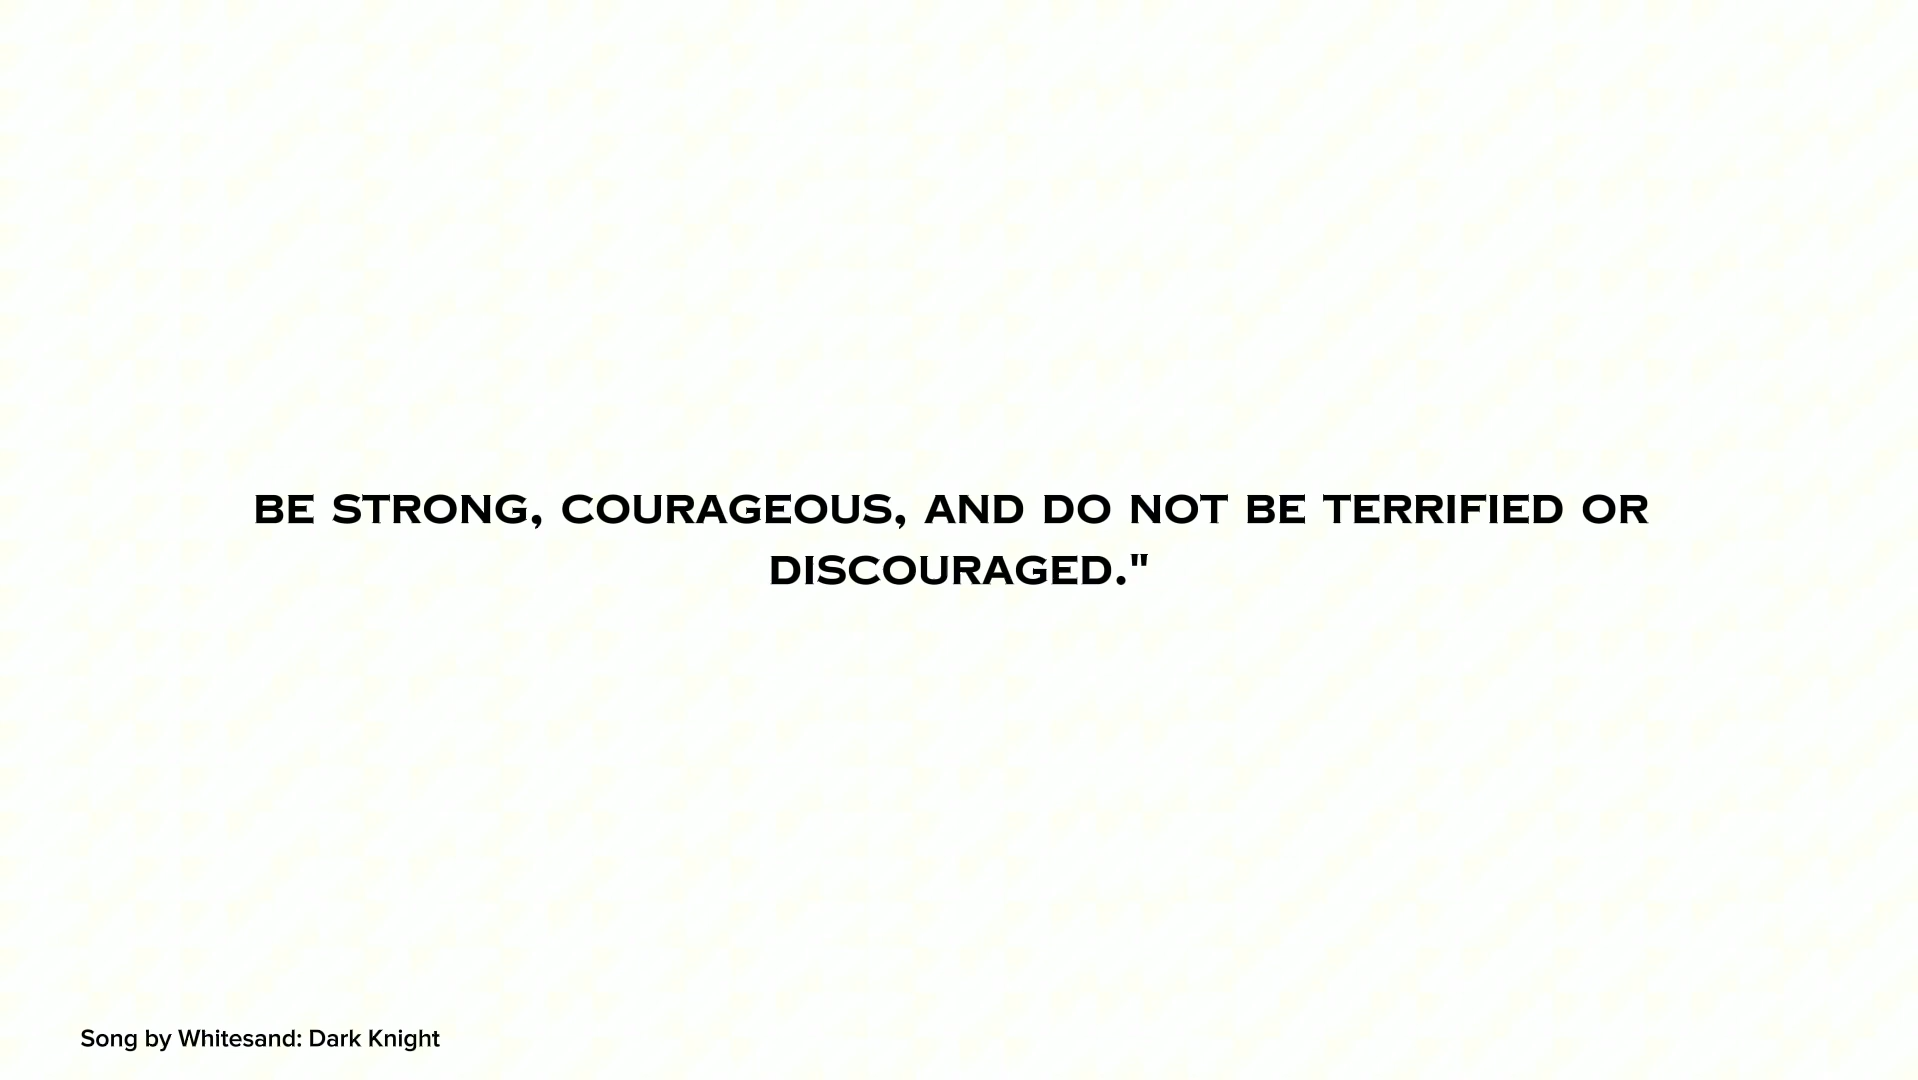 BE STRONG, COURAGEOUS, AND DO NOT BE TERRIFIED OR
DISCOURAGED."
Song by Whitesand: Dark Knight